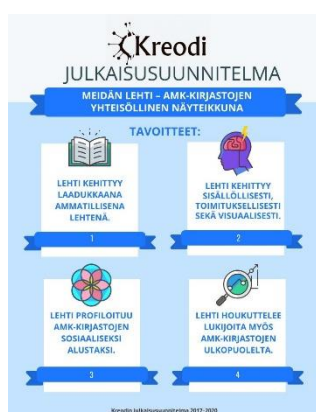 Kreodi
JULKAISUSUUNNITELMA
MEIDÄN LEHTI – AMK-KIRJASTOJEN
YHTEISÖLLINEN NÄYTEIKKUNA
TAVOITTEET:
LEHTI KEHITTYY
LAADUKKAANA
AMMATILLISENA
LEHTENÄ.
1
LEHTI KEHITTYY
SISÄLLÖLLISESTI,
TOIMITUKSELLISESTI
SEKÄ VISUAALISESTI.
2
LEHTI PROFILOITUU
AMK-KIRJASTOJEN
SOSIAALISEKSI
ALUSTAKSI.
3
LEHTI HOUKUTTELEE
LUKIJOITA MYÖS
AMK-KIRJASTOJEN
ULKOPUOLELTA.
4
Kreodin julkaisusuunnitelma 2017-2020